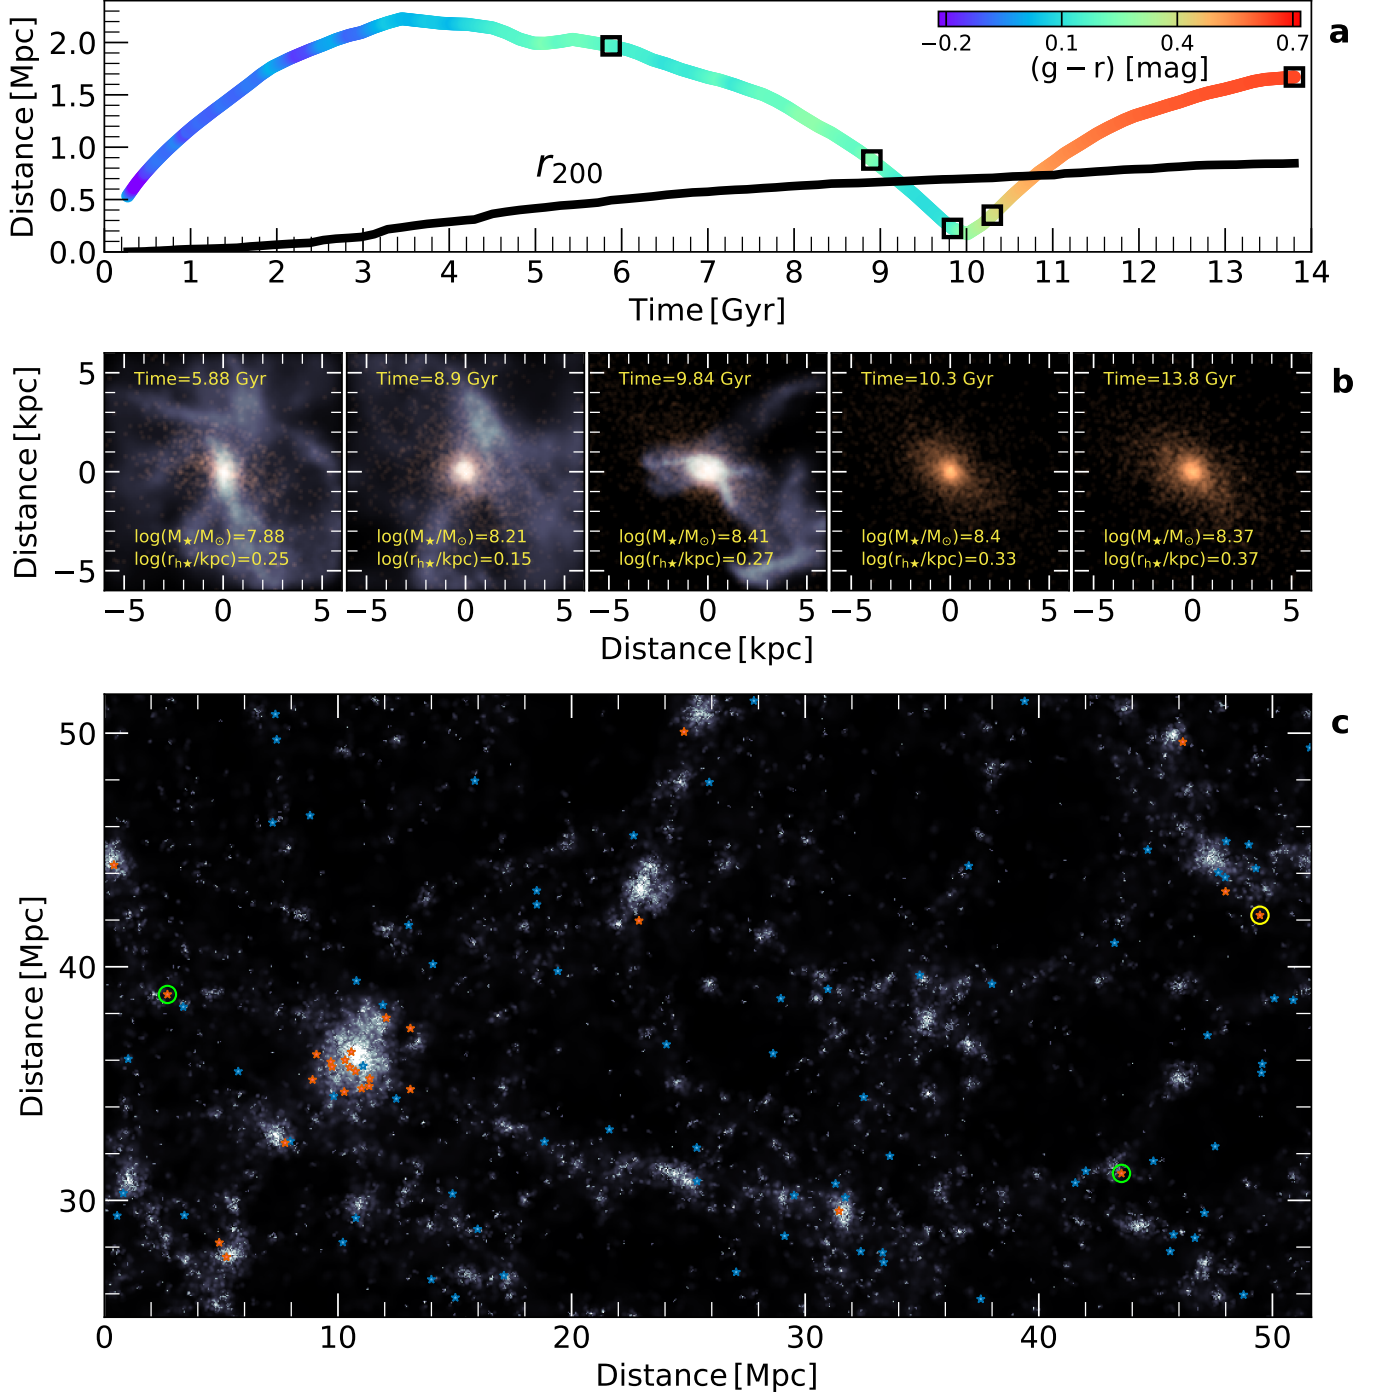 a
Distance [Mpc]
2.0
1.5
1.0
0.5
0.0
−0.2 0.1 0.4 0.7
(g − r) [mag]
r200
0 1 2 3 4 5 6 7 8 9 10 11 12 13 14
Time [Gyr]
b
Distance [kpc]
5
0
−5
Time=5.88 Gyr
log(M★/M⊙)=7.88
log(rh★/kpc)=0.25
Time=8.9 Gyr
log(M★/M⊙)=8.21
log(rh★/kpc)=0.15
Time=9.84 Gyr
log(M★/M⊙)=8.41
log(rh★/kpc)=0.27
Time=10.3 Gyr
log(M★/M⊙)=8.4
log(rh★/kpc)=0.33
Time=13.8 Gyr
log(M★/M⊙)=8.37
log(rh★/kpc)=0.37
−5 0 5 −5 0 5 −5 0 5 −5 0 5 −5 0 5
Distance [kpc]
c
Distance [Mpc]
50
40
30
0 10 20 30 40 50
Distance [Mpc]